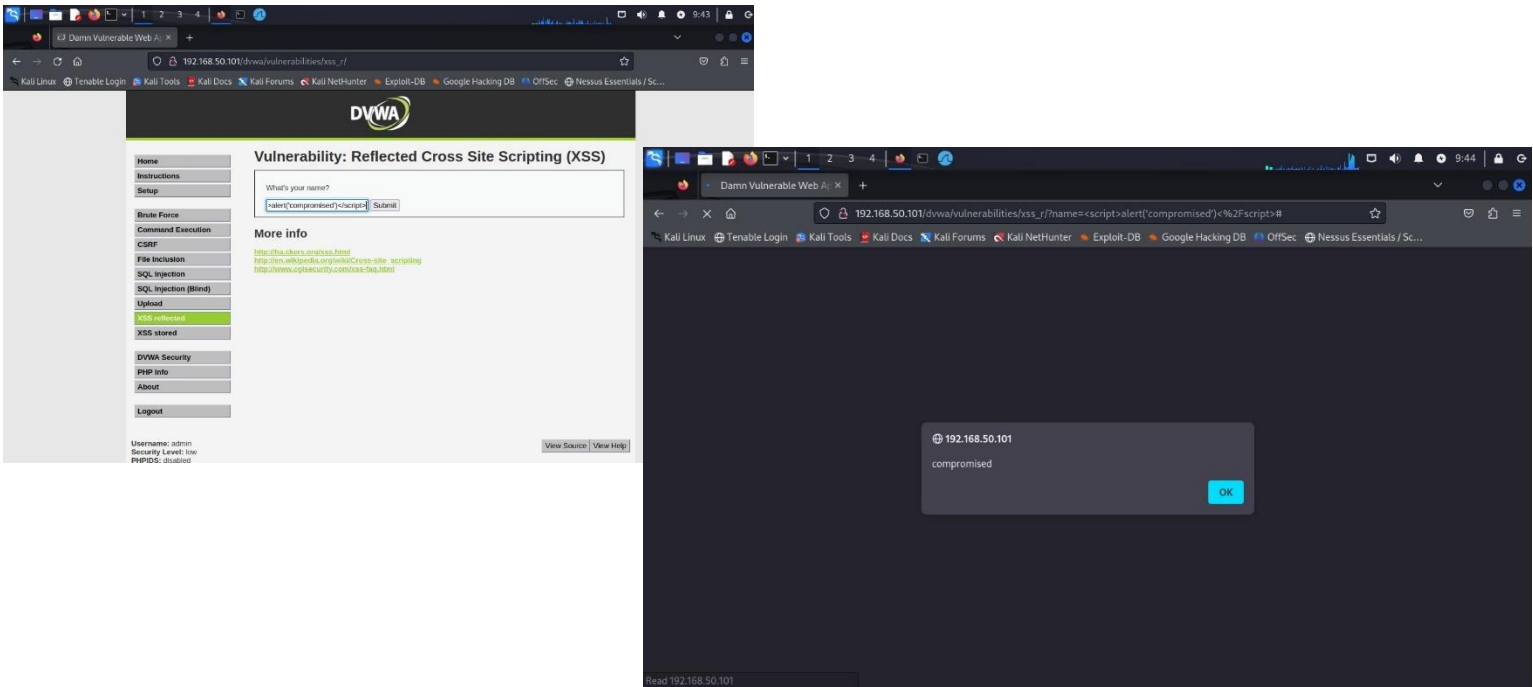 1 2 3 4
9:43
Damn Vulnerable Web Ap
192.168.50.101/dvwa/vulnerabilities/xss_r/
Kali Linux Tenable Login Kali Tools Kali Docs Kali Forums Kali NetHunter Exploit-DB Google Hacking DB OffSec Nessus Essentials / Sc...
DVWA
Home
Instructions
Setup
Brute Force
Command Execution
CSRF
File Inclusion
SQL Injection
SQL Injection (Blind)
Upload
XSS reflected
XSS stored
DVWA Security
PHP Info
About
Logout
Vulnerability: Reflected Cross Site Scripting (XSS)
What's your name?
>alert('compromised')</script> Submit
More info
http://ha.ckers.org/xss.html
http://en.wikipedia.org/wiki/Cross-site_scripting
http://www.cgisecurity.com/xss-faq.html
Username: admin
Security Level: low
PHPIDS: disabled
View Source View Help
1 2 3 4
9:44
Damn Vulnerable Web Ap
192.168.50.101/dvwa/vulnerabilities/xss_r/?name=<script>alert('compromised')<%2Fscript>#
Kali Linux Tenable Login Kali Tools Kali Docs Kali Forums Kali NetHunter Exploit-DB Google Hacking DB OffSec Nessus Essentials / Sc...
192.168.50.101
compromised
OK
Read 192.168.50.101